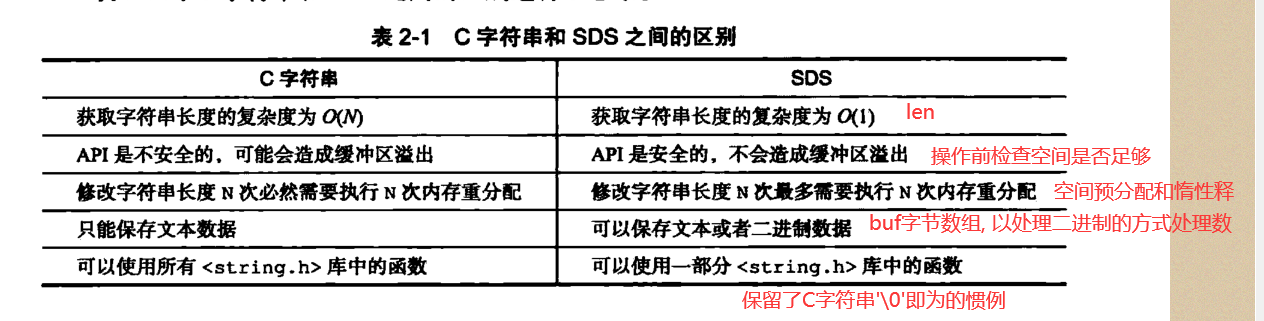 表 2-1 C 字符串和 SDS 之间的区别
C 字符串 SDS
获取字符串长度的复杂度为 O(N) 获取字符串长度的复杂度为 O(1) len
API 是不安全的，可能会造成缓冲区溢出 API 是安全的，不会造成缓冲区溢出 操作前检查空间是否足够
修改字符串长度 N 次必然需要执行 N 次内存重分配 修改字符串长度 N 次最多需要执行 N 次内存重分配 空间预分配和惰性释
只能保存文本数据 可以保存文本或者二进制数据 buf字节数组, 以处理二进制的方式处理数
可以使用所有 <string.h> 库中的函数 可以使用一部分 <string.h> 库中的函数
保留了C字符串'\0'即为的惯例